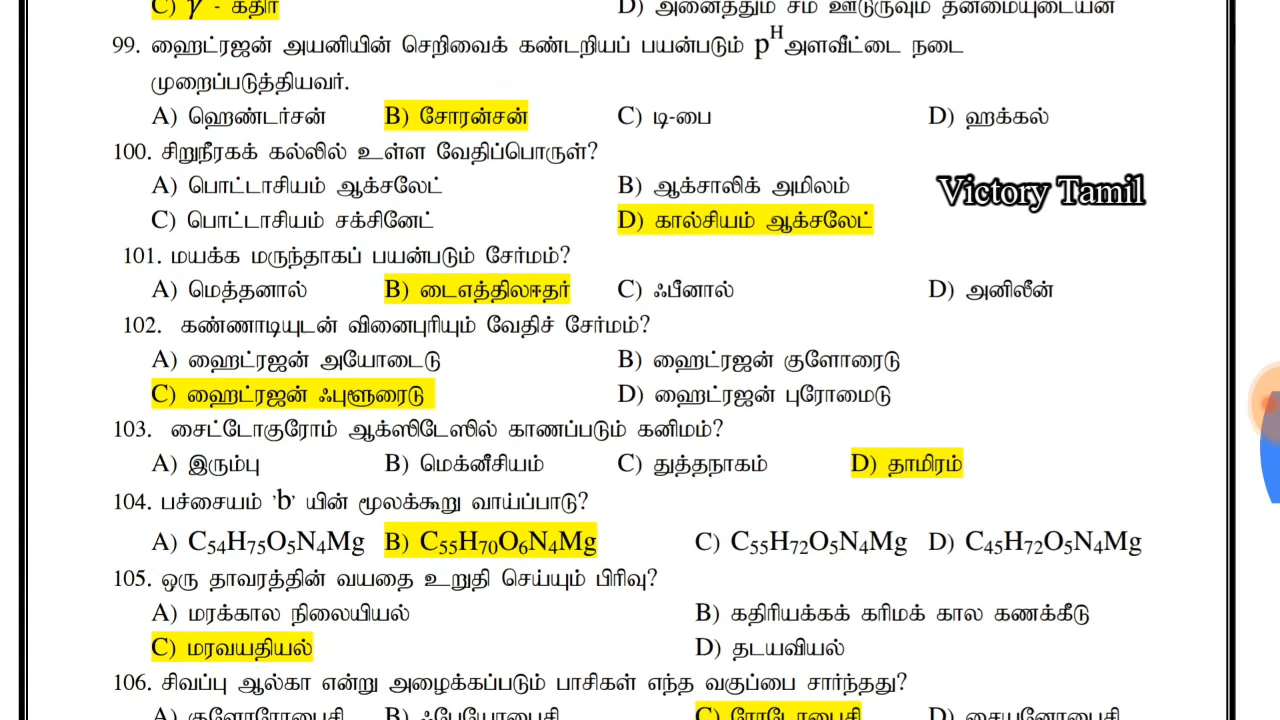 C) γ - கதிர் D) அனைத்தும் சம ஊடுருவும் தன்மையுடையன
99. ஹைட்ரஜன் அயனியின் செறிவைக் கண்டறியப் பயன்படும் pH அளவீட்டை நடை
முறைப்படுத்தியவர்.
A) ஹெண்டர்சன் B) சோரன்சன் C) டி-பை D) ஹக்கல்
100. சிறுநீரகக் கல்லில் உள்ள வேதிப்பொருள்?
A) பொட்டாசியம் ஆக்சலேட் B) ஆக்சாலிக் அமிலம் Victory Tamil
C) பொட்டாசியம் சக்சினேட் D) கால்சியம் ஆக்சலேட்
101. மயக்க மருந்தாகப் பயன்படும் சேர்மம்?
A) மெத்தனால் B) டைஎத்திலஈதர் C) ஃபீனால் D) அனிலீன்
102. கண்ணாடியுடன் வினைபுரியும் வேதிச் சேர்மம்?
A) ஹைட்ரஜன் அயோடைடு B) ஹைட்ரஜன் குளோரைடு
C) ஹைட்ரஜன் ஃபுளூரைடு D) ஹைட்ரஜன் புரோமைடு
103. சைட்டோகுரோம் ஆக்ஸிடேஸில் காணப்படும் கனிமம்?
A) இரும்பு B) மெக்னீசியம் C) துத்தநாகம் D) தாமிரம்
104. பச்சையம் 'b' யின் மூலக்கூறு வாய்ப்பாடு?
A) C54H75O5N4Mg B) C55H70O6N4Mg C) C55H72O5N4Mg D) C45H72O5N4Mg
105. ஒரு தாவரத்தின் வயதை உறுதி செய்யும் பிரிவு?
A) மரக்கால நிலையியல் B) கதிரியக்கக் கரிமக் கால கணக்கீடு
C) மரவயதியல் D) தடயவியல்
106. சிவப்பு ஆல்கா என்று அழைக்கப்படும் பாசிகள் எந்த வகுப்பை சார்ந்தது?
A) குளோரோபைசி B) ஃபேயோபைசி C) ரோடோபைசி D) சையனோபைசி